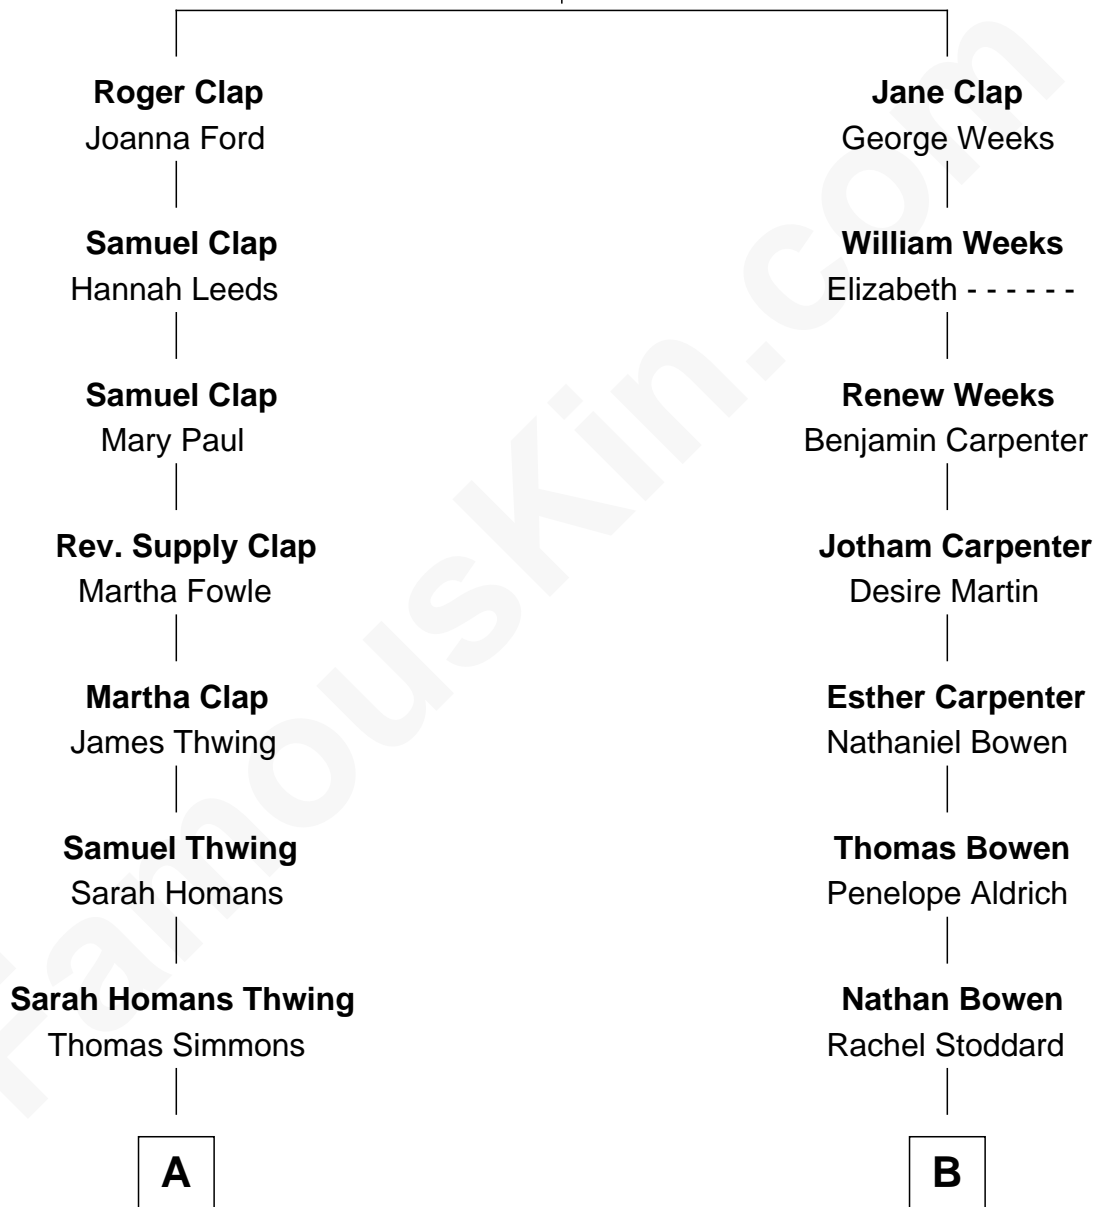 Roger Clap
Joanna Ford
Jane Clap
George Weeks
Samuel Clap
Hannah Leeds
William Weeks
Elizabeth - - - - - -
Samuel Clap
Mary Paul
Renew Weeks
Benjamin Carpenter
Rev. Supply Clap
Martha Fowle
Jotham Carpenter
Desire Martin
Martha Clap
James Thwing
Esther Carpenter
Nathaniel Bowen
Samuel Thwing
Sarah Homans
Thomas Bowen
Penelope Aldrich
Sarah Homans Thwing
Thomas Simmons
Nathan Bowen
Rachel Stoddard
A
B
FamousKin.com